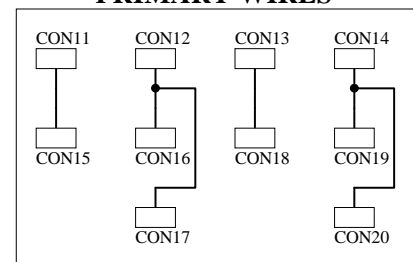 PRIMARY WIRES
CON11 CON12 CON13 CON14
CON15 CON16 CON18 CON19
CON17 CON20